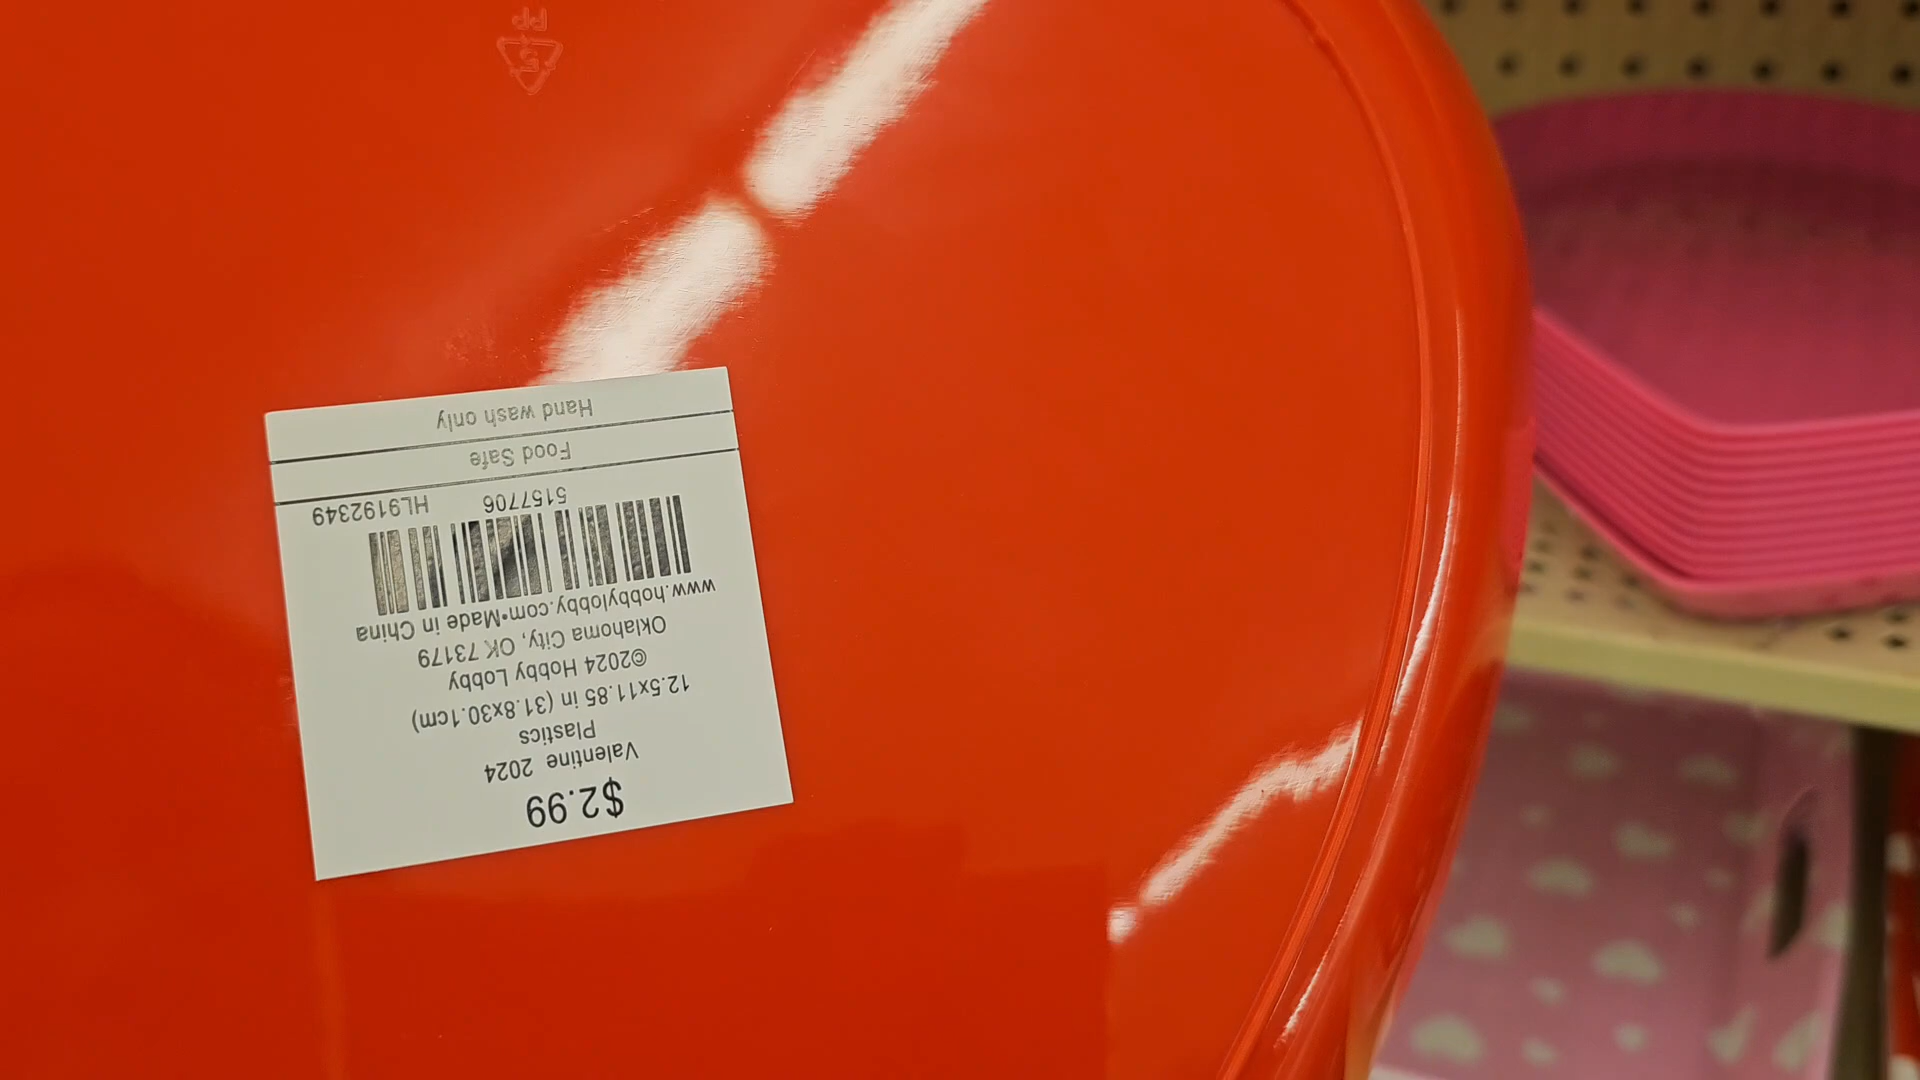 $2.99
Valentine 2024
Plastics
12.5x11.85 in (31.8x30.1cm)
©2024 Hobby Lobby
Oklahoma City, OK 73179
www.hobbylobby.com•Made in China
5157706 HL9192349
Food Safe
Hand wash only
5
PP